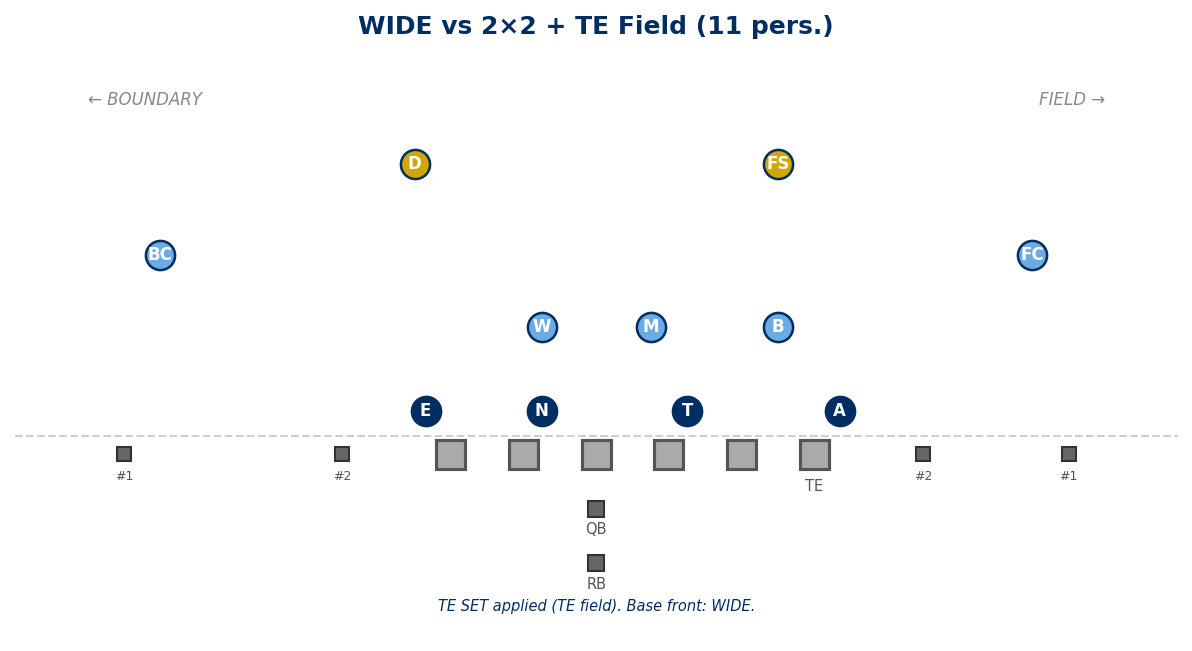 WIDE vs 2×2 + TE Field (11 pers.)
← BOUNDARY FIELD →
D FS
BC FC
W M B
E N T A
#1 #2 #2 #1
TE
QB
RB
TE SET applied (TE field). Base front: WIDE.